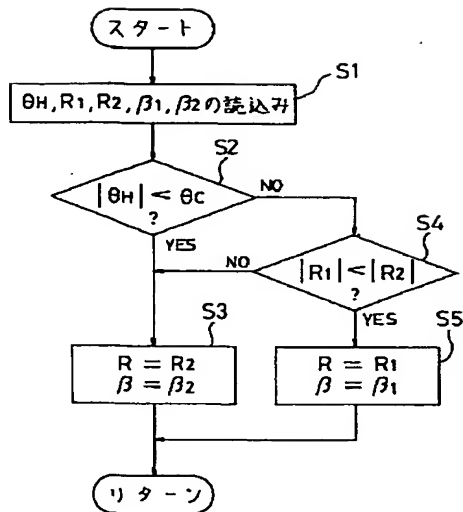 スタート
S1
θH, R1, R2, β1, β2の読込み
S2
|θH| < θC
?
NO
YES
S4
|R1| < |R2|
?
NO
YES
S3
R = R2
β = β2
S5
R = R1
β = β1
リターン